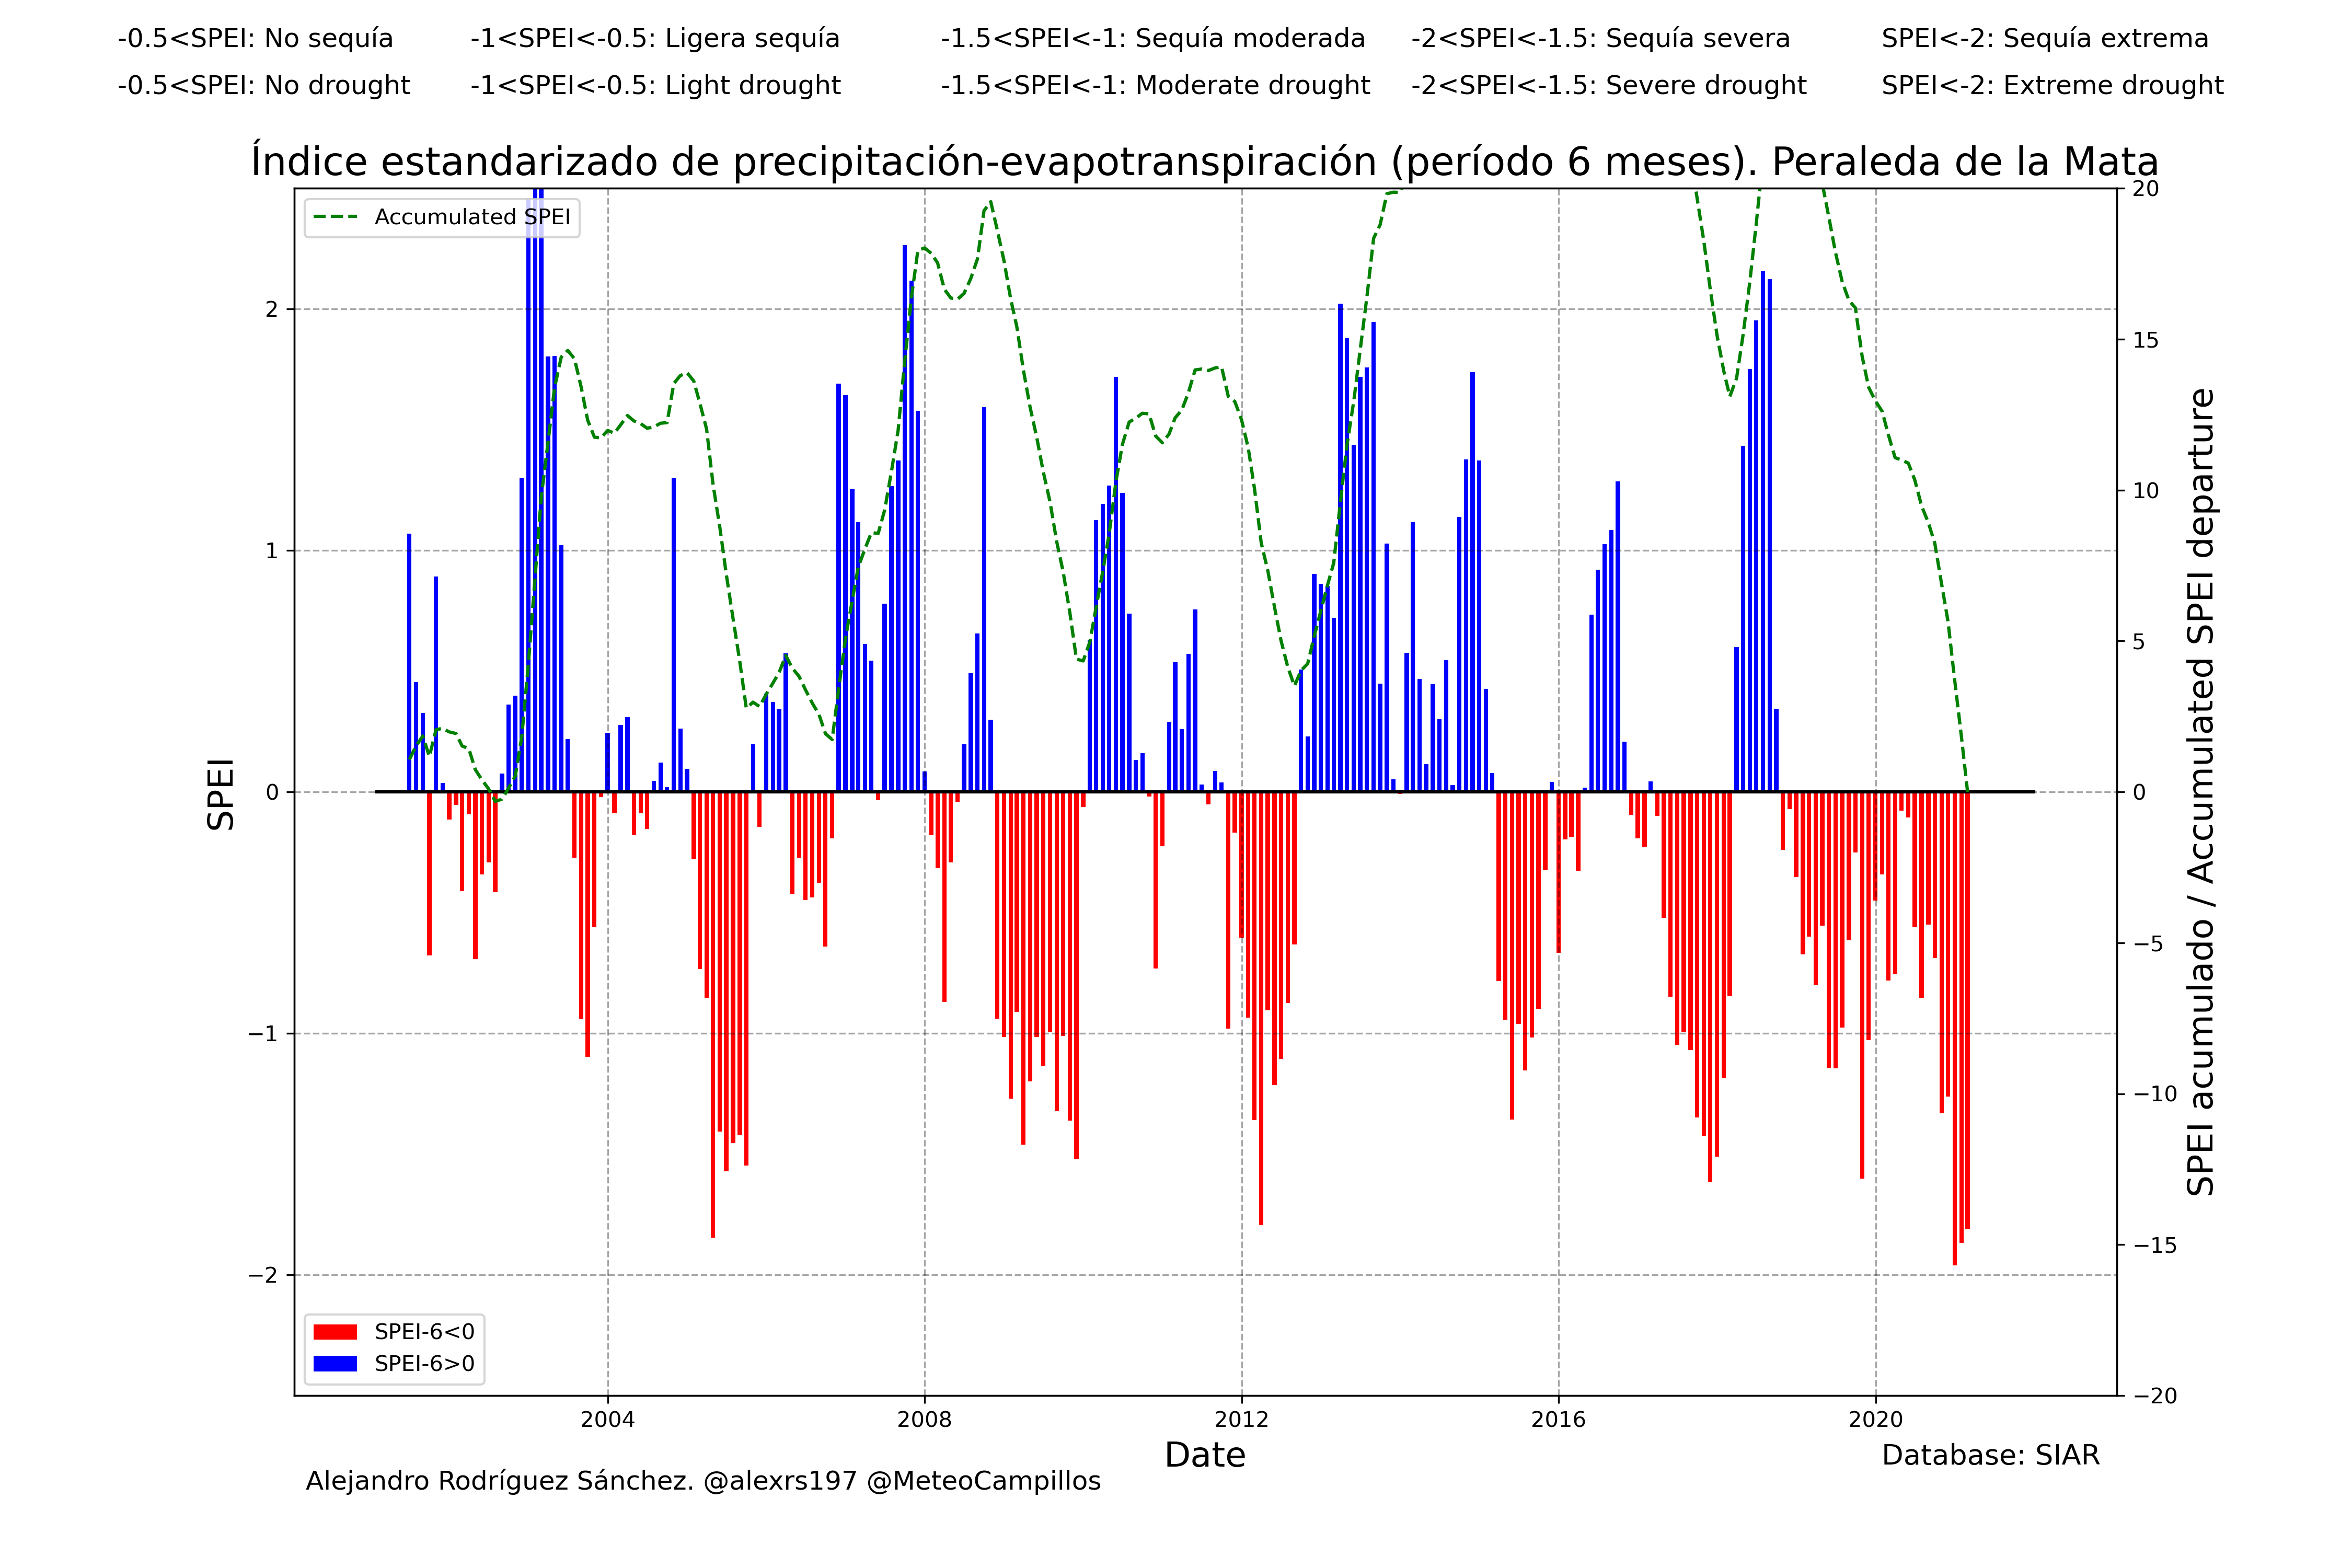 -0.5<SPEI: No sequía -1<SPEI<-0.5: Ligera sequía -1.5<SPEI<-1: Sequía moderada -2<SPEI<-1.5: Sequía severa SPEI<-2: Sequía extrema
-0.5<SPEI: No drought -1<SPEI<-0.5: Light drought -1.5<SPEI<-1: Moderate drought -2<SPEI<-1.5: Severe drought SPEI<-2: Extreme drought
Índice estandarizado de precipitación-evapotranspiración (período 6 meses). Peraleda de la Mata
Accumulated SPEI
SPEI
2
1
0
−1
−2
20
15
10
5
0
−5
−10
−15
−20
SPEI acumulado / Accumulated SPEI departure
SPEI-6<0
SPEI-6>0
2004 2008 2012 2016 2020
Date
Database: SIAR
Alejandro Rodríguez Sánchez. @alexrs197 @MeteoCampillos